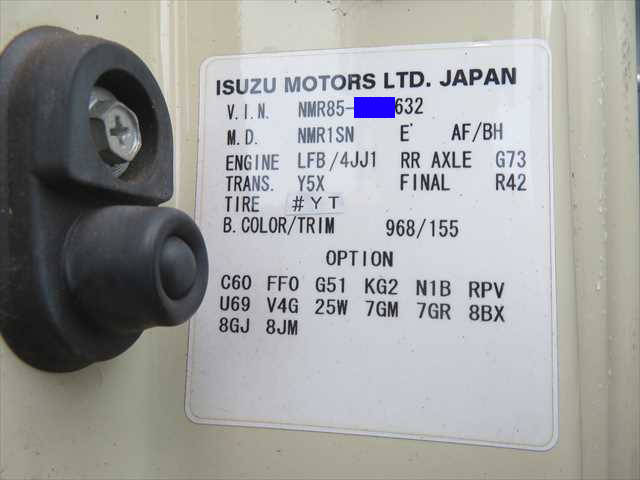 ISUZU MOTORS LTD. JAPAN
V.I.N. NMR85- 632
M.D. NMR1SN E' AF/BH
ENGINE LFB/4JJ1 RR AXLE G73
TRANS. Y5X FINAL R42
TIRE #YT
B.COLOR/TRIM 968/155
OPTION
C60 FF0 G51 KG2 N1B RPV
U69 V4G 25W 7GM 7GR 8BX
8GJ 8JM